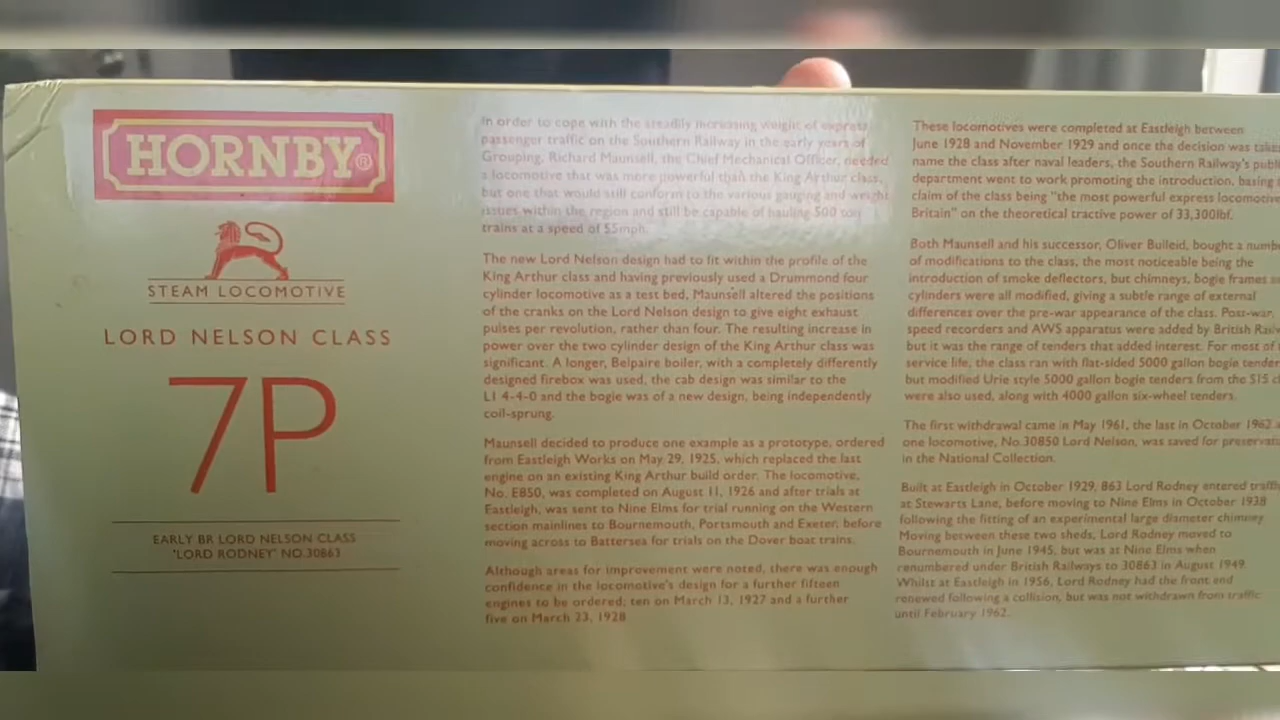 HORNBY®
STEAM LOCOMOTIVE
LORD NELSON CLASS
7P
EARLY BR LORD NELSON CLASS
'LORD RODNEY' NO.30863
In order to cope with the steadily increasing weight of express
passenger traffic on the Southern Railway in the early years of
Grouping, Richard Maunsell, the Chief Mechanical Officer, needed
a locomotive that was more powerful than the King Arthur class,
but one that would still conform to the various gauging and weight
issues within the region and still be capable of hauling 500 ton
trains at a speed of 55mph.
The new Lord Nelson design had to fit within the profile of the
King Arthur class and having previously used a Drummond four
cylinder locomotive as a test bed, Maunsell altered the positions
of the cranks on the Lord Nelson design to give eight exhaust
pulses per revolution, rather than four. The resulting increase in
power over the two cylinder design of the King Arthur class was
significant. A longer, Belpaire boiler, with a completely differently
designed firebox was used, the cab design was similar to the
L1 4-4-0 and the bogie was of a new design, being independently
coil-sprung.
Maunsell decided to produce one example as a prototype, ordered
from Eastleigh Works on May 29, 1925, which replaced the last
engine on an existing King Arthur build order. The locomotive,
No. E850, was completed on August 11, 1926 and after trials at
Eastleigh, was sent to Nine Elms for trial running on the Western
section mainlines to Bournemouth, Portsmouth and Exeter, before
moving across to Battersea for trials on the Dover boat trains.
Although areas for improvement were noted, there was enough
confidence in the locomotive's design for a further fifteen
engines to be ordered; ten on March 13, 1927 and a further
five on March 23, 1928
These locomotives were completed at Eastleigh between
June 1928 and November 1929 and once the decision was
name the class after naval leaders, the Southern Railway's
department went to work promoting the introduction, basing
claim of the class being "the most powerful express locomotive
Britain" on the theoretical tractive power of 33,300lbf.
Both Maunsell and his successor, Oliver Bulleid, bought a
of modifications to the class, the most noticeable being the
introduction of smoke deflectors, but chimneys, bogie frames
cylinders were all modified, giving a subtle range of external
differences over the pre-war appearance of the class. Post-war,
speed recorders and AWS apparatus were added by British
but it was the range of tenders that added interest. For most of
service life, the class ran with flat-sided 5000 gallon bogie
but modified Urie style 5000 gallon bogie tenders from the S15
were also used, along with 4000 gallon six-wheel tenders.
The first withdrawal came in May 1961, the last in October 1962
one locomotive, No.30850 Lord Nelson, was saved for
in the National Collection.
Built at Eastleigh in October 1929, 863 Lord Rodney entered
at Stewarts Lane, before moving to Nine Elms in October 1938
following the fitting of an experimental large diameter chimney
Moving between these two sheds, Lord Rodney moved to
Bournemouth in June 1945, but was at Nine Elms when
renumbered under British Railways to 30863 in August 1949.
Whilst at Eastleigh in 1956, Lord Rodney had the front end
renewed following a collision, but was not withdrawn from traffic
until February 1962.